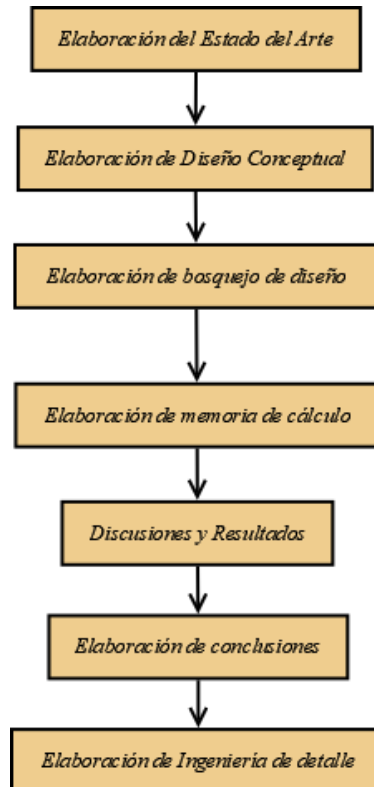 Elaboración del Estado del Arte
Elaboración de Diseño Conceptual
Elaboración de bosquejo de diseño
Elaboración de memoria de cálculo
Discusiones y Resultados
Elaboración de conclusiones
Elaboración de Ingeniería de detalle